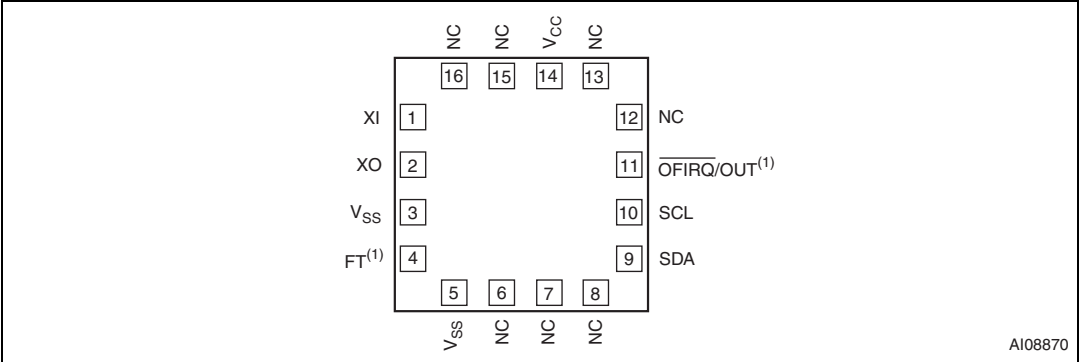 NC NC VCC NC
16 15 14 13
XI 1 12 NC
XO 2 11 O̅F̅I̅R̅Q̅/OUT(1)
VSS 3 10 SCL
FT(1) 4 9 SDA
5 6 7 8
VSS NC NC NC
AI08870